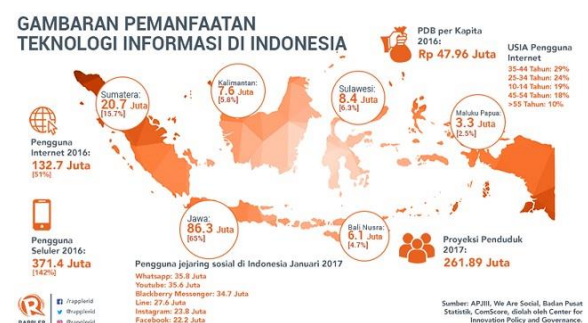 GAMBARAN PEMANFAATAN
TEKNOLOGI INFORMASI DI INDONESIA
PDB per Kapita
2016:
Rp 47.96 Juta
USIA Pengguna
Internet
35-44 Tahun: 29%
25-34 Tahun: 24%
10-14 Tahun: 19%
45-54 Tahun: 18%
>55 Tahun: 10%
Sumatera:
20.7 Juta
[15.7%]
Kalimantan:
7.6 Juta
[5.8%]
Sulawesi:
8.4 Juta
[6.3%]
Maluku Papua:
3.3 Juta
[2.5%]
Pengguna
Internet 2016:
132.7 Juta
[51%]
Jawa:
86.3 Juta
[65%]
Bali Nusra:
6.1 Juta
[4.7%]
Pengguna
Seluler 2016:
371.4 Juta
[142%]
Proyeksi Penduduk
2017:
261.89 Juta
Pengguna jejaring sosial di Indonesia Januari 2017
Whatsapp: 35.8 Juta
Youtube: 35.6 Juta
Blackberry Messenger: 34.7 Juta
Line: 27.6 Juta
Instagram: 23.8 Juta
Facebook: 22.2 Juta
R
RAPPLER
/rapplerid
@rapplerid
@rapplerid
Sumber: APJIII, We Are Social, Badan Pusat
Statistik, ComScore, diolah oleh Center for
Innovation Policy and Governance.